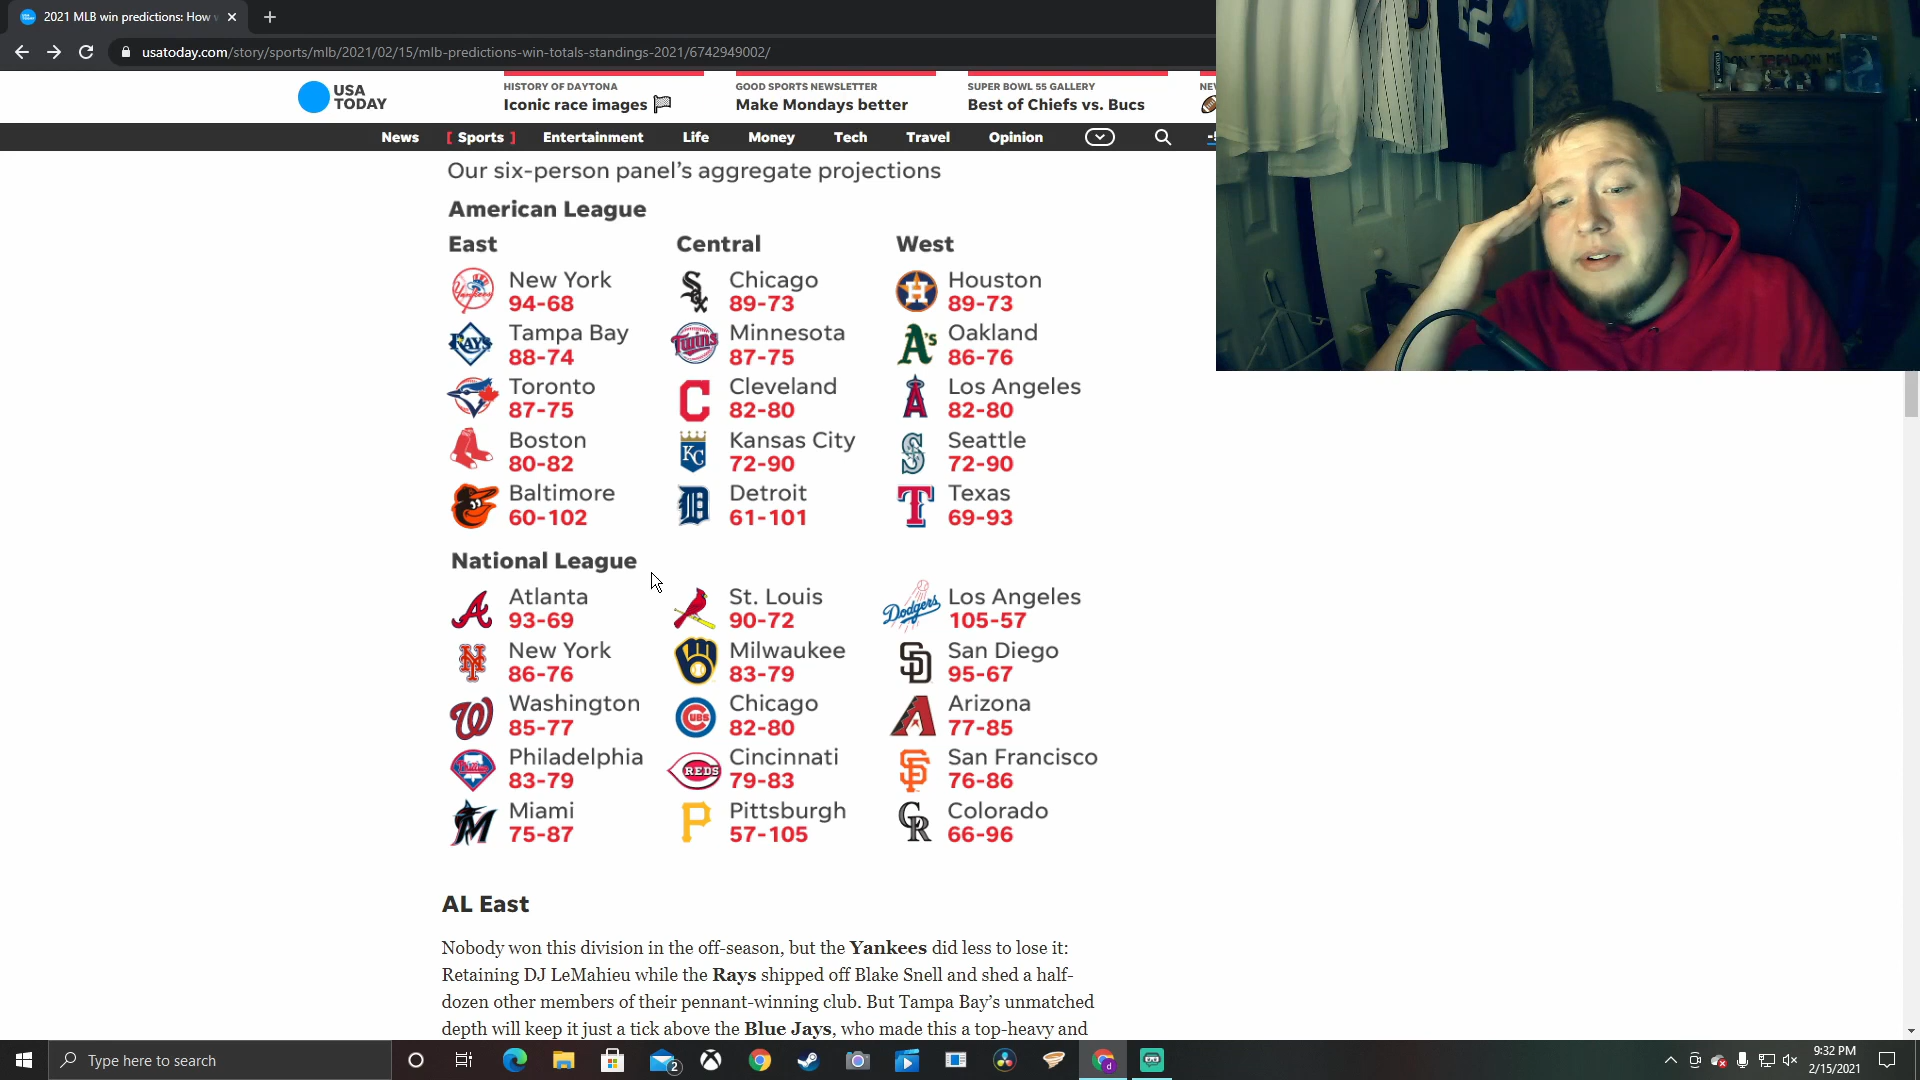 2021 MLB win predictions: How
usatoday.com/story/sports/mlb/2021/02/15/mlb-predictions-win-totals-standings-2021/6742949002/
USA
TODAY
HISTORY OF DAYTONA
Iconic race images
GOOD SPORTS NEWSLETTER
Make Mondays better
SUPER BOWL 55 GALLERY
Best of Chiefs vs. Bucs
News [ Sports ] Entertainment Life Money Tech Travel Opinion
Our six-person panel's aggregate projections
American League
East Central West
New York Chicago Houston
94-68 89-73 89-73
Tampa Bay Minnesota Oakland
88-74 87-75 86-76
Toronto Cleveland Los Angeles
87-75 82-80 82-80
Boston Kansas City Seattle
80-82 72-90 72-90
Baltimore Detroit Texas
60-102 61-101 69-93
National League
Atlanta St. Louis Los Angeles
93-69 90-72 105-57
New York Milwaukee San Diego
86-76 83-79 95-67
Washington Chicago Arizona
85-77 82-80 77-85
Philadelphia Cincinnati San Francisco
83-79 79-83 76-86
Miami Pittsburgh Colorado
75-87 57-105 66-96
AL East
Nobody won this division in the off-season, but the Yankees did less to lose it:
Retaining DJ LeMahieu while the Rays shipped off Blake Snell and shed a half-
dozen other members of their pennant-winning club. But Tampa Bay's unmatched
depth will keep it just a tick above the Blue Jays, who made this a top-heavy and
Type here to search
2
9:32 PM
2/15/2021